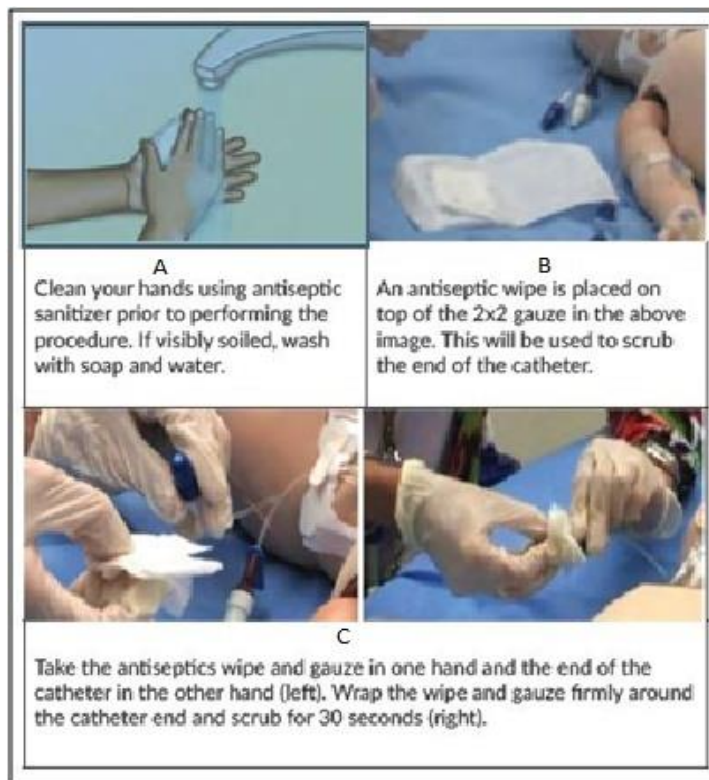 A
Clean your hands using antiseptic
sanitizer prior to performing the
procedure. If visibly soiled, wash
with soap and water.
B
An antiseptic wipe is placed on
top of the 2x2 gauze in the above
image. This will be used to scrub
the end of the catheter.
C
Take the antiseptics wipe and gauze in one hand and the end of the
catheter in the other hand (left). Wrap the wipe and gauze firmly around
the catheter end and scrub for 30 seconds (right).